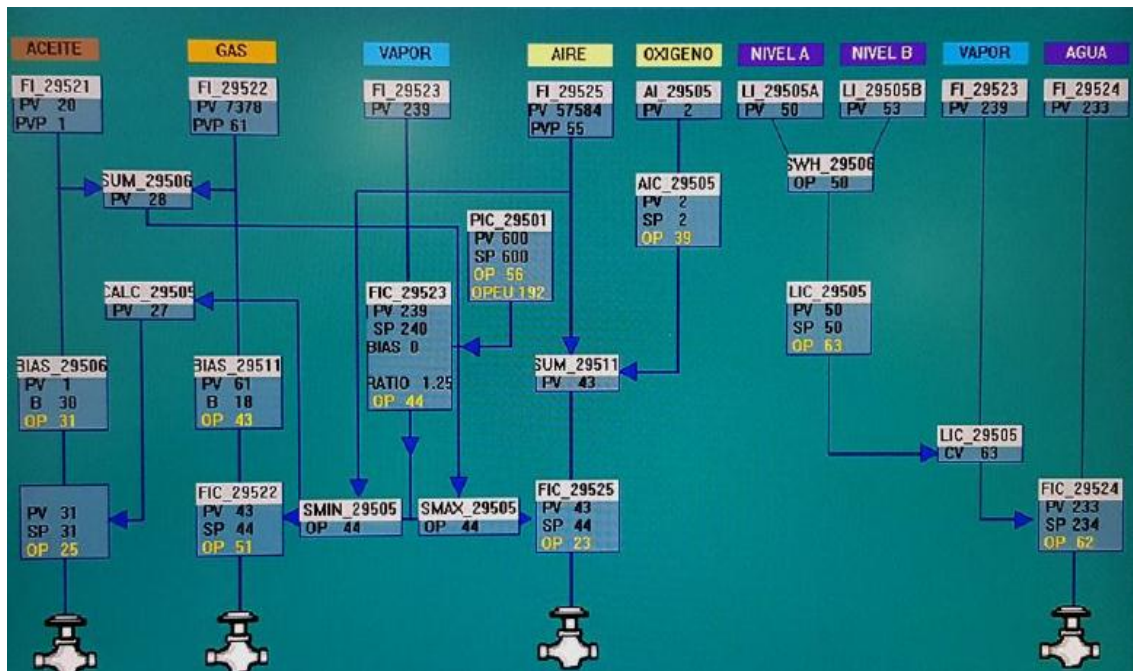 ACEITE
GAS
VAPOR
AIRE
OXIGENO
NIVEL A
NIVEL B
VAPOR
AGUA
FI_29521
PV 20
PVP 1
FI_29522
PV 7378
PVP 61
FI_29523
PV 239
FI_29525
PV 57584
PVP 55
AI_29505
PV 2
LI_29505A
PV 50
LI_29505B
PV 53
FI_29523
PV 239
FI_29524
PV 233
SUM_29506
PV 28
SWH_29506
OP 50
AIC_29505
PV 2
SP 2
OP 39
PIC_29501
PV 600
SP 600
OP 56
OPEU 192
CALC_29505
PV 27
FIC_29523
PV 239
SP 240
BIAS 0
RATIO 1.25
OP 44
LIC_29505
PV 50
SP 50
OP 63
BIAS_29506
PV 1
B 30
OP 31
BIAS_29511
PV 61
B 18
OP 43
SUM_29511
PV 43
LIC_29505
CV 63
PV 31
SP 31
OP 25
FIC_29522
PV 43
SP 44
OP 51
SMIN_29505
OP 44
SMAX_29505
OP 44
FIC_29525
PV 43
SP 44
OP 23
FIC_29524
PV 233
SP 234
OP 62